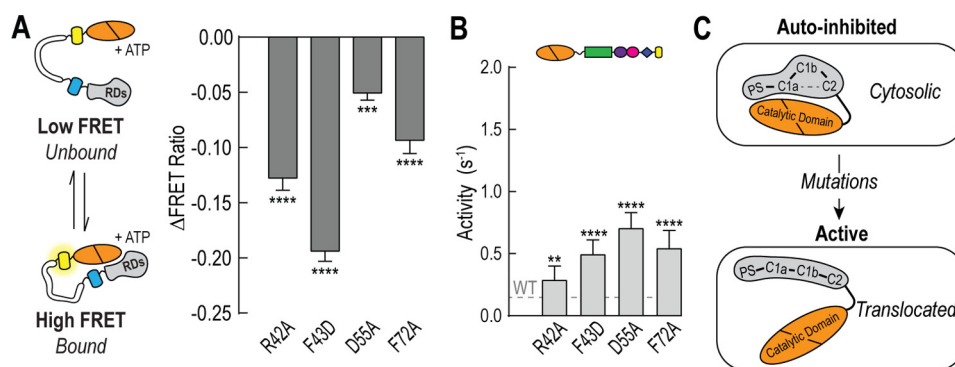 A
+ ATP
RDs
Low FRET
Unbound
+ ATP
RDs
High FRET
Bound
ΔFRET Ratio
0.00
-0.05
-0.10
-0.15
-0.20
-0.25
****
****
***
****
R42A
F43D
D55A
F72A
B
Activity (s-1)
2.0
1.5
1.0
0.5
0.0
WT
**
****
****
****
R42A
F43D
D55A
F72A
C
Auto-inhibited
C1b
PS C1a C2
Catalytic Domain
Cytosolic
Mutations
Active
PS C1a C1b C2
Translocated
Catalytic Domain